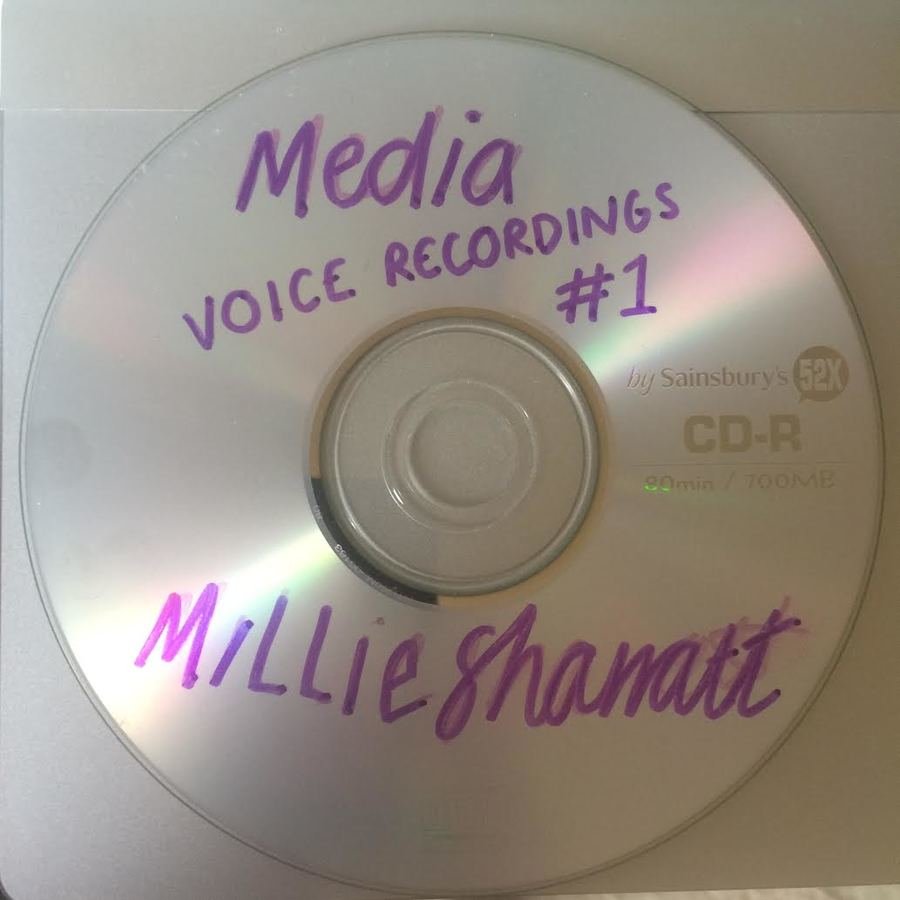 Media
VOICE RECORDINGS
#1
by Sainsbury's 52X
CD-R
80min / 700MB
Millie Sharratt